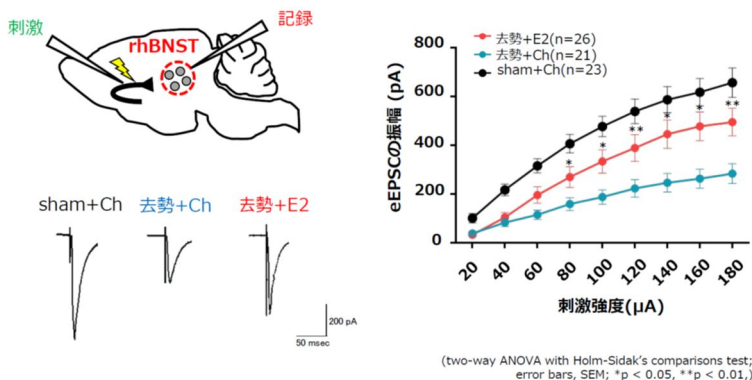 刺激
rhBNST
記録
sham+Ch
去勢+Ch
去勢+E2
200 pA
50 msec
去勢+E2(n=26)
去勢+Ch(n=21)
sham+Ch(n=23)
eEPSCの振幅 (pA)
800
600
400
200
0
*
*
**
*
*
**
20
40
60
80
100
120
140
160
180
刺激強度(μA)
(two-way ANOVA with Holm-Sidak's comparisons test;
error bars, SEM; *p < 0.05, **p < 0.01,)